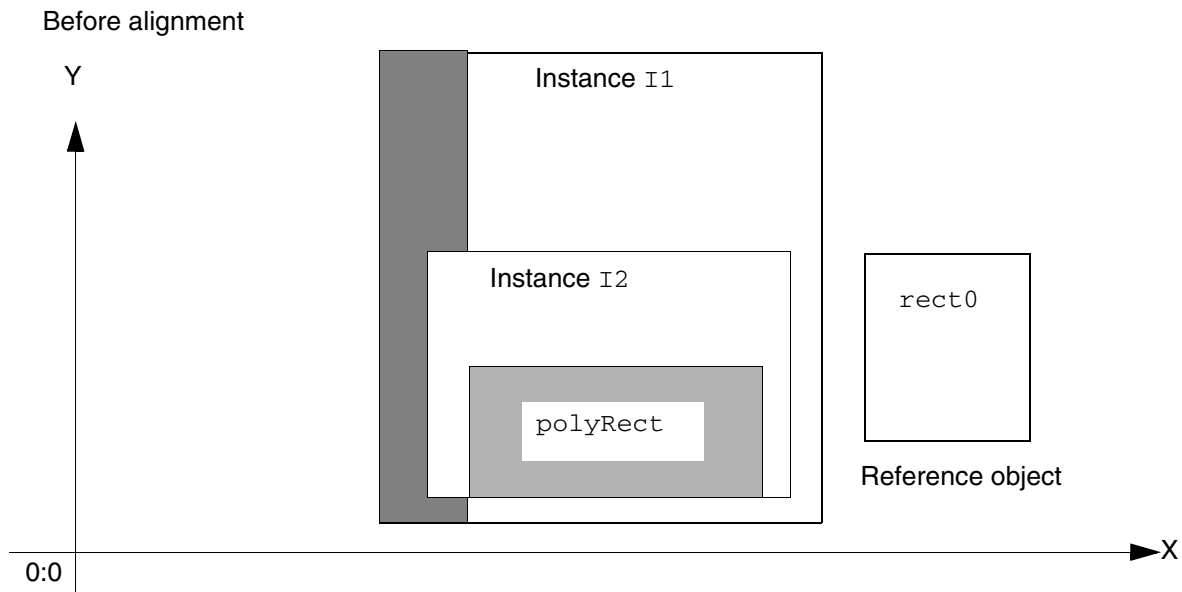 Before alignment
Y
Instance I1
Instance I2
rect0
polyRect
Reference object
X
0:0